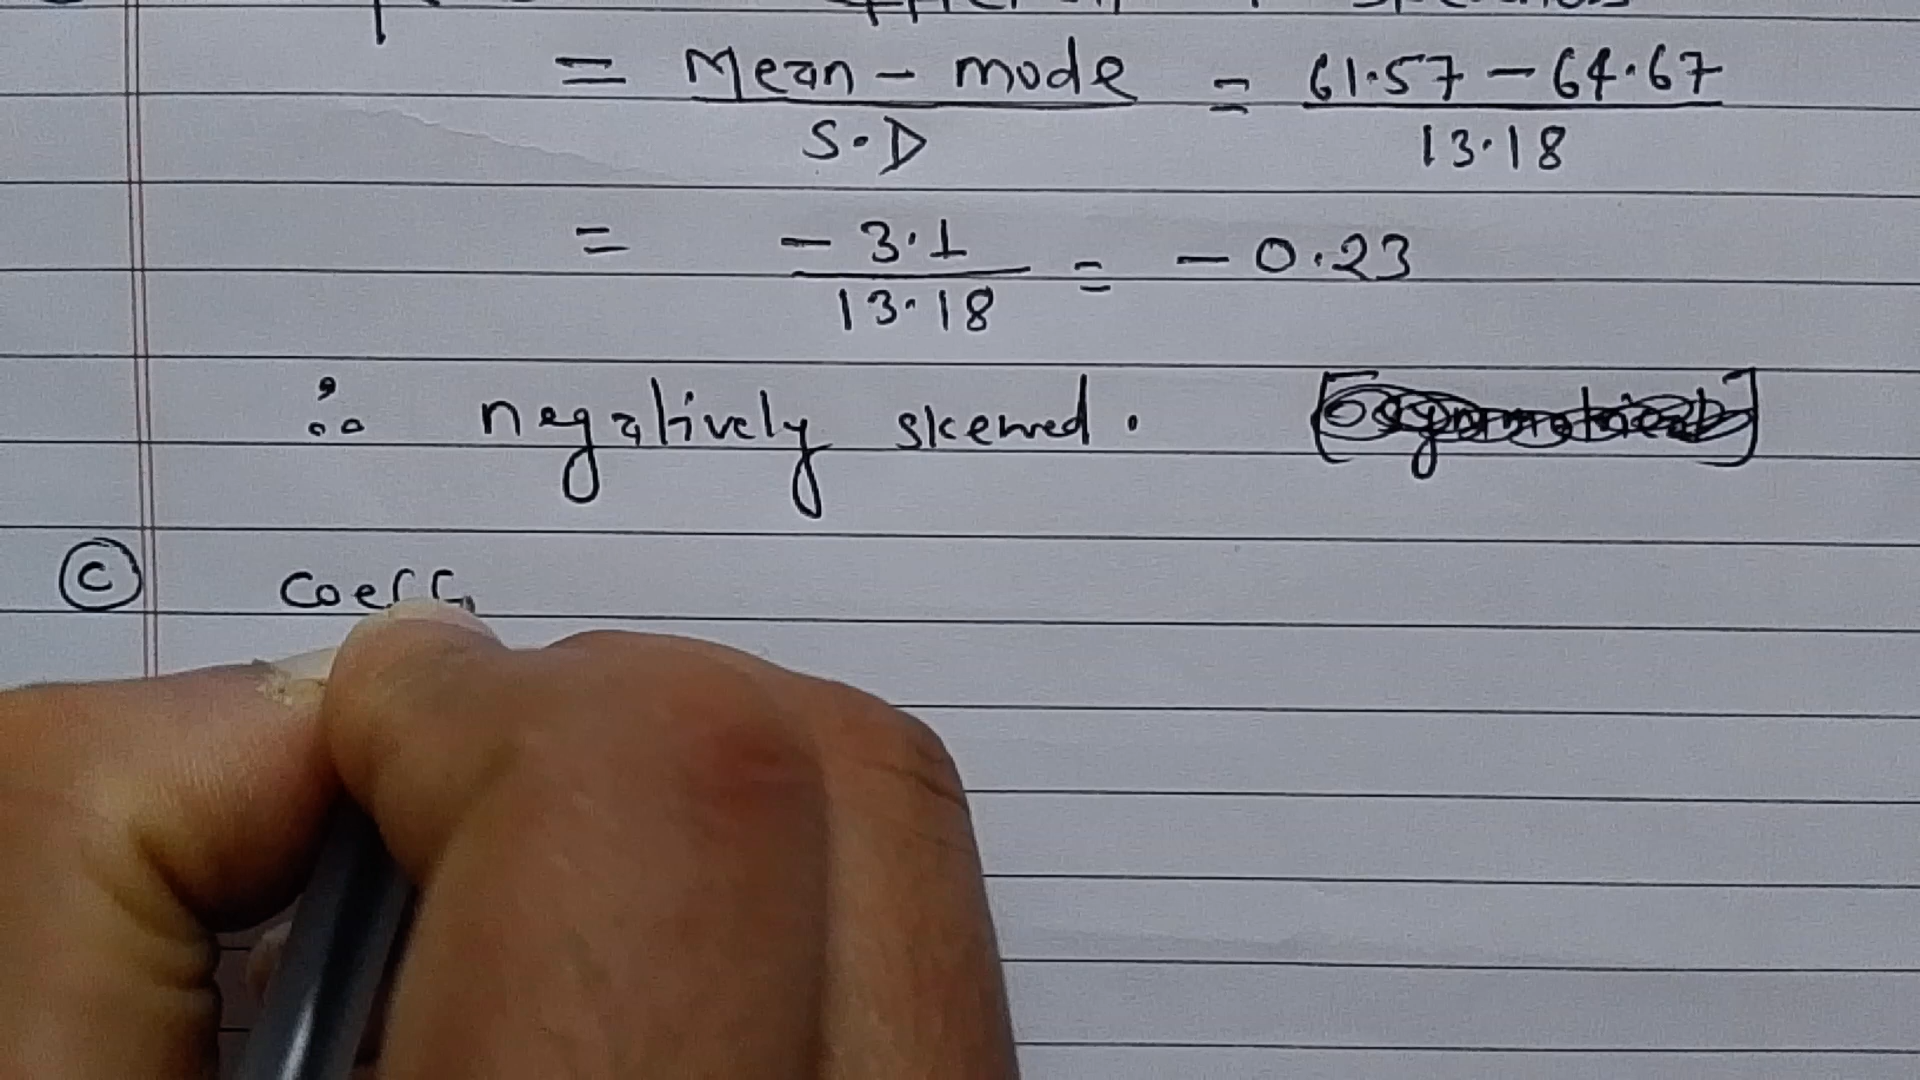 = Mean - mode / S.D = 61.57 - 64.67 / 13.18
= -3.1 / 13.18 = -0.23
∴ negatively skewed.
(c) Coeff